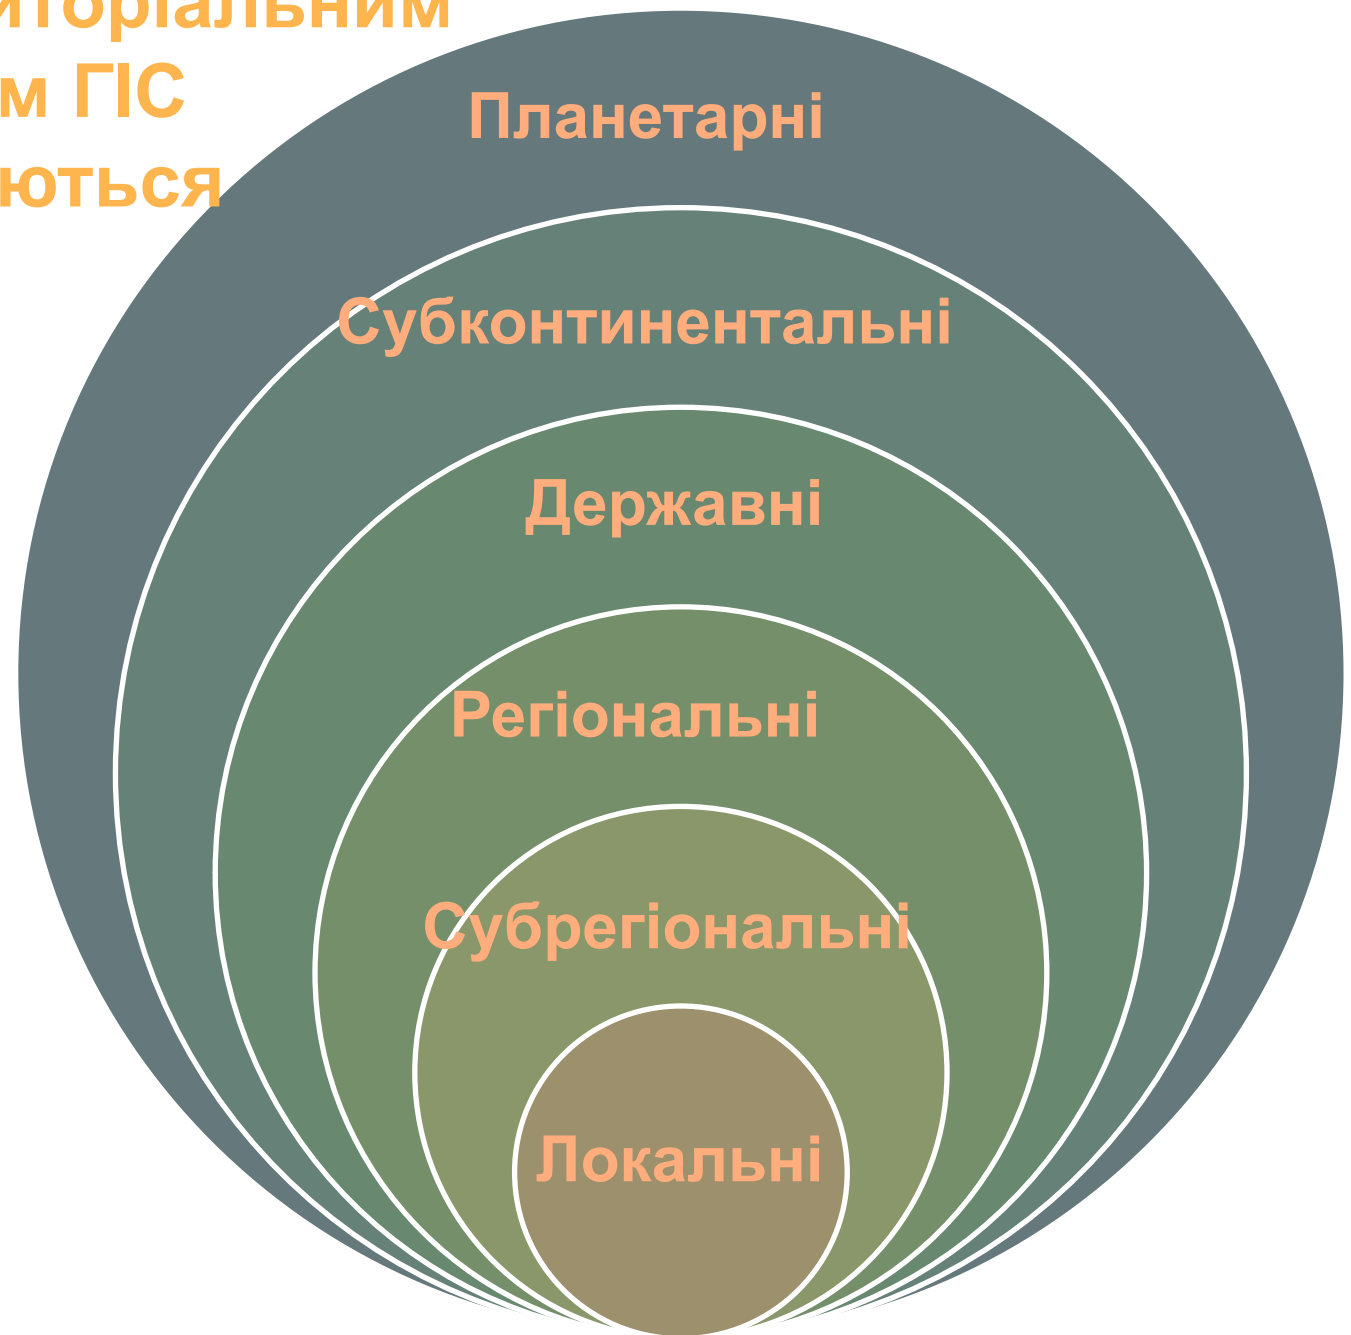 иторіальним
м ГІС
ються
Планетарні
Субконтинентальні
Державні
Регіональні
Субрегіональні
Локальні